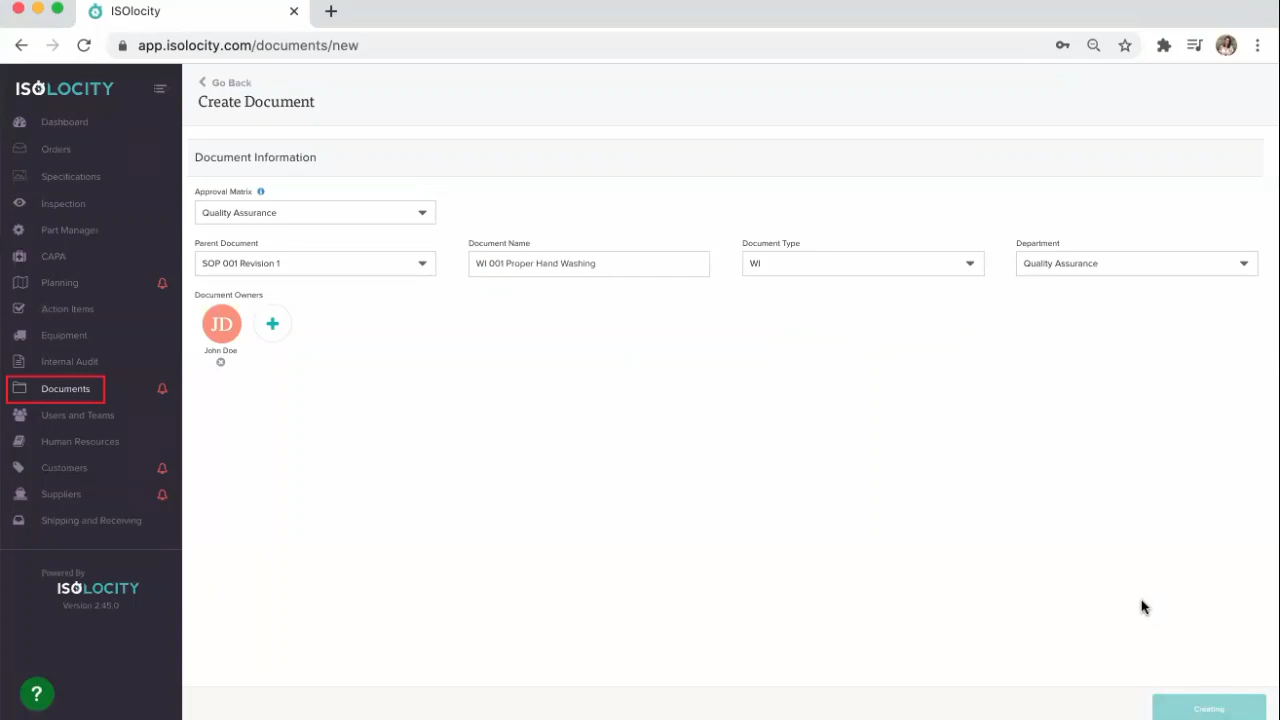 ISOlocity
app.isolocity.com/documents/new
ISOLOCITY
Dashboard
Orders
Specifications
Inspection
Part Manager
CAPA
Planning
Action Items
Equipment
Internal Audit
Documents
Users and Teams
Human Resources
Customers
Suppliers
Shipping and Receiving
Powered By
ISOLOCITY
Version 2.45.0
?
Go Back
Create Document
Document Information
Approval Matrix
Quality Assurance
Parent Document Document Name Document Type Department
SOP 001 Revision 1 WI 001 Proper Hand Washing WI Quality Assurance
Document Owners
JD
John Doe
Creating